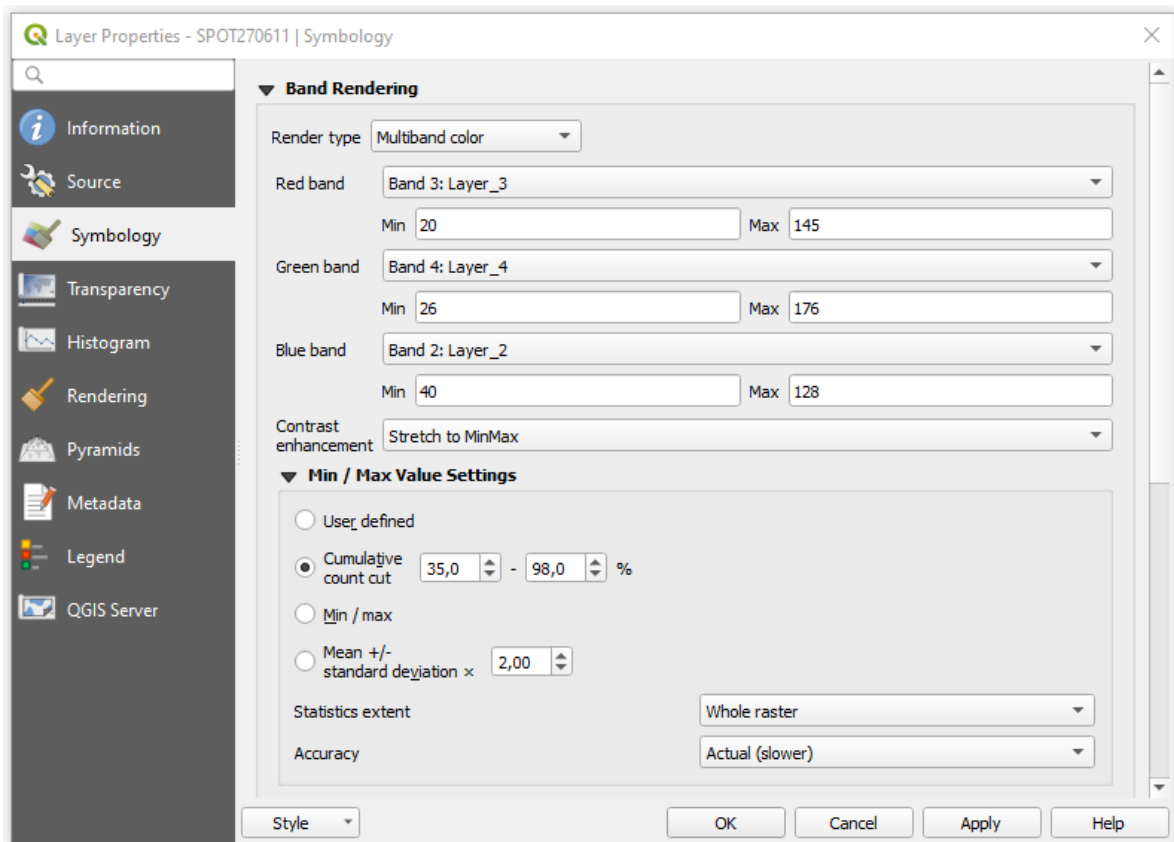 Layer Properties - SPOT270611 | Symbology
Information
Source
Symbology
Transparency
Histogram
Rendering
Pyramids
Metadata
Legend
QGIS Server
Band Rendering
Render type Multiband color
Red band Band 3: Layer_3
Min 20 Max 145
Green band Band 4: Layer_4
Min 26 Max 176
Blue band Band 2: Layer_2
Min 40 Max 128
Contrast
enhancement Stretch to MinMax
Min / Max Value Settings
User defined
Cumulative
count cut 35,0 - 98,0 %
Min / max
Mean +/-
standard deviation × 2,00
Statistics extent Whole raster
Accuracy Actual (slower)
Style OK Cancel Apply Help